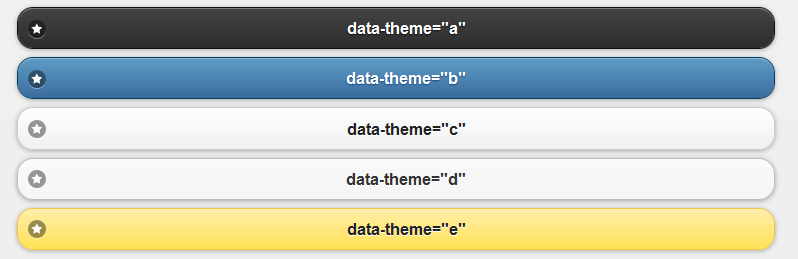 data-theme="a"
data-theme="b"
data-theme="c"
data-theme="d"
data-theme="e"